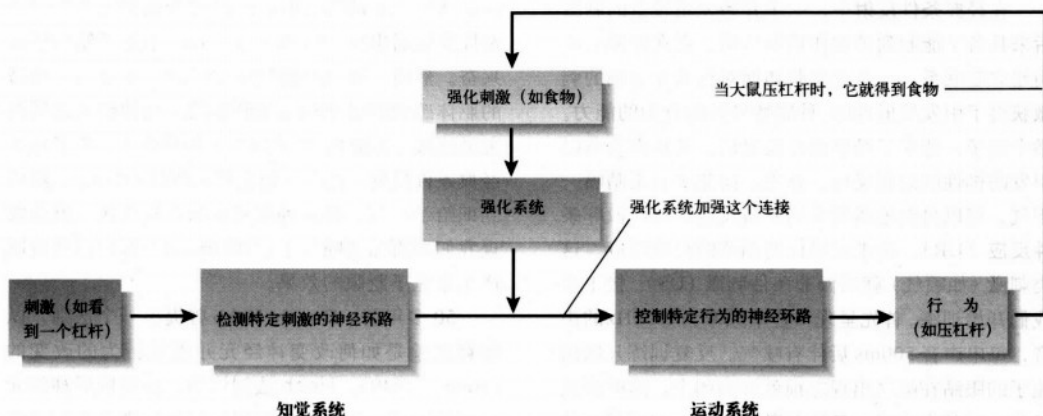 强化刺激（如食物）
当大鼠压杠杆时，它就得到食物
强化系统
强化系统加强这个连接
刺激（如看
到一个杠杆）
检测特定刺激的神经环路
控制特定行为的神经环路
行 为
（如压杠杆）
知觉系统
运动系统